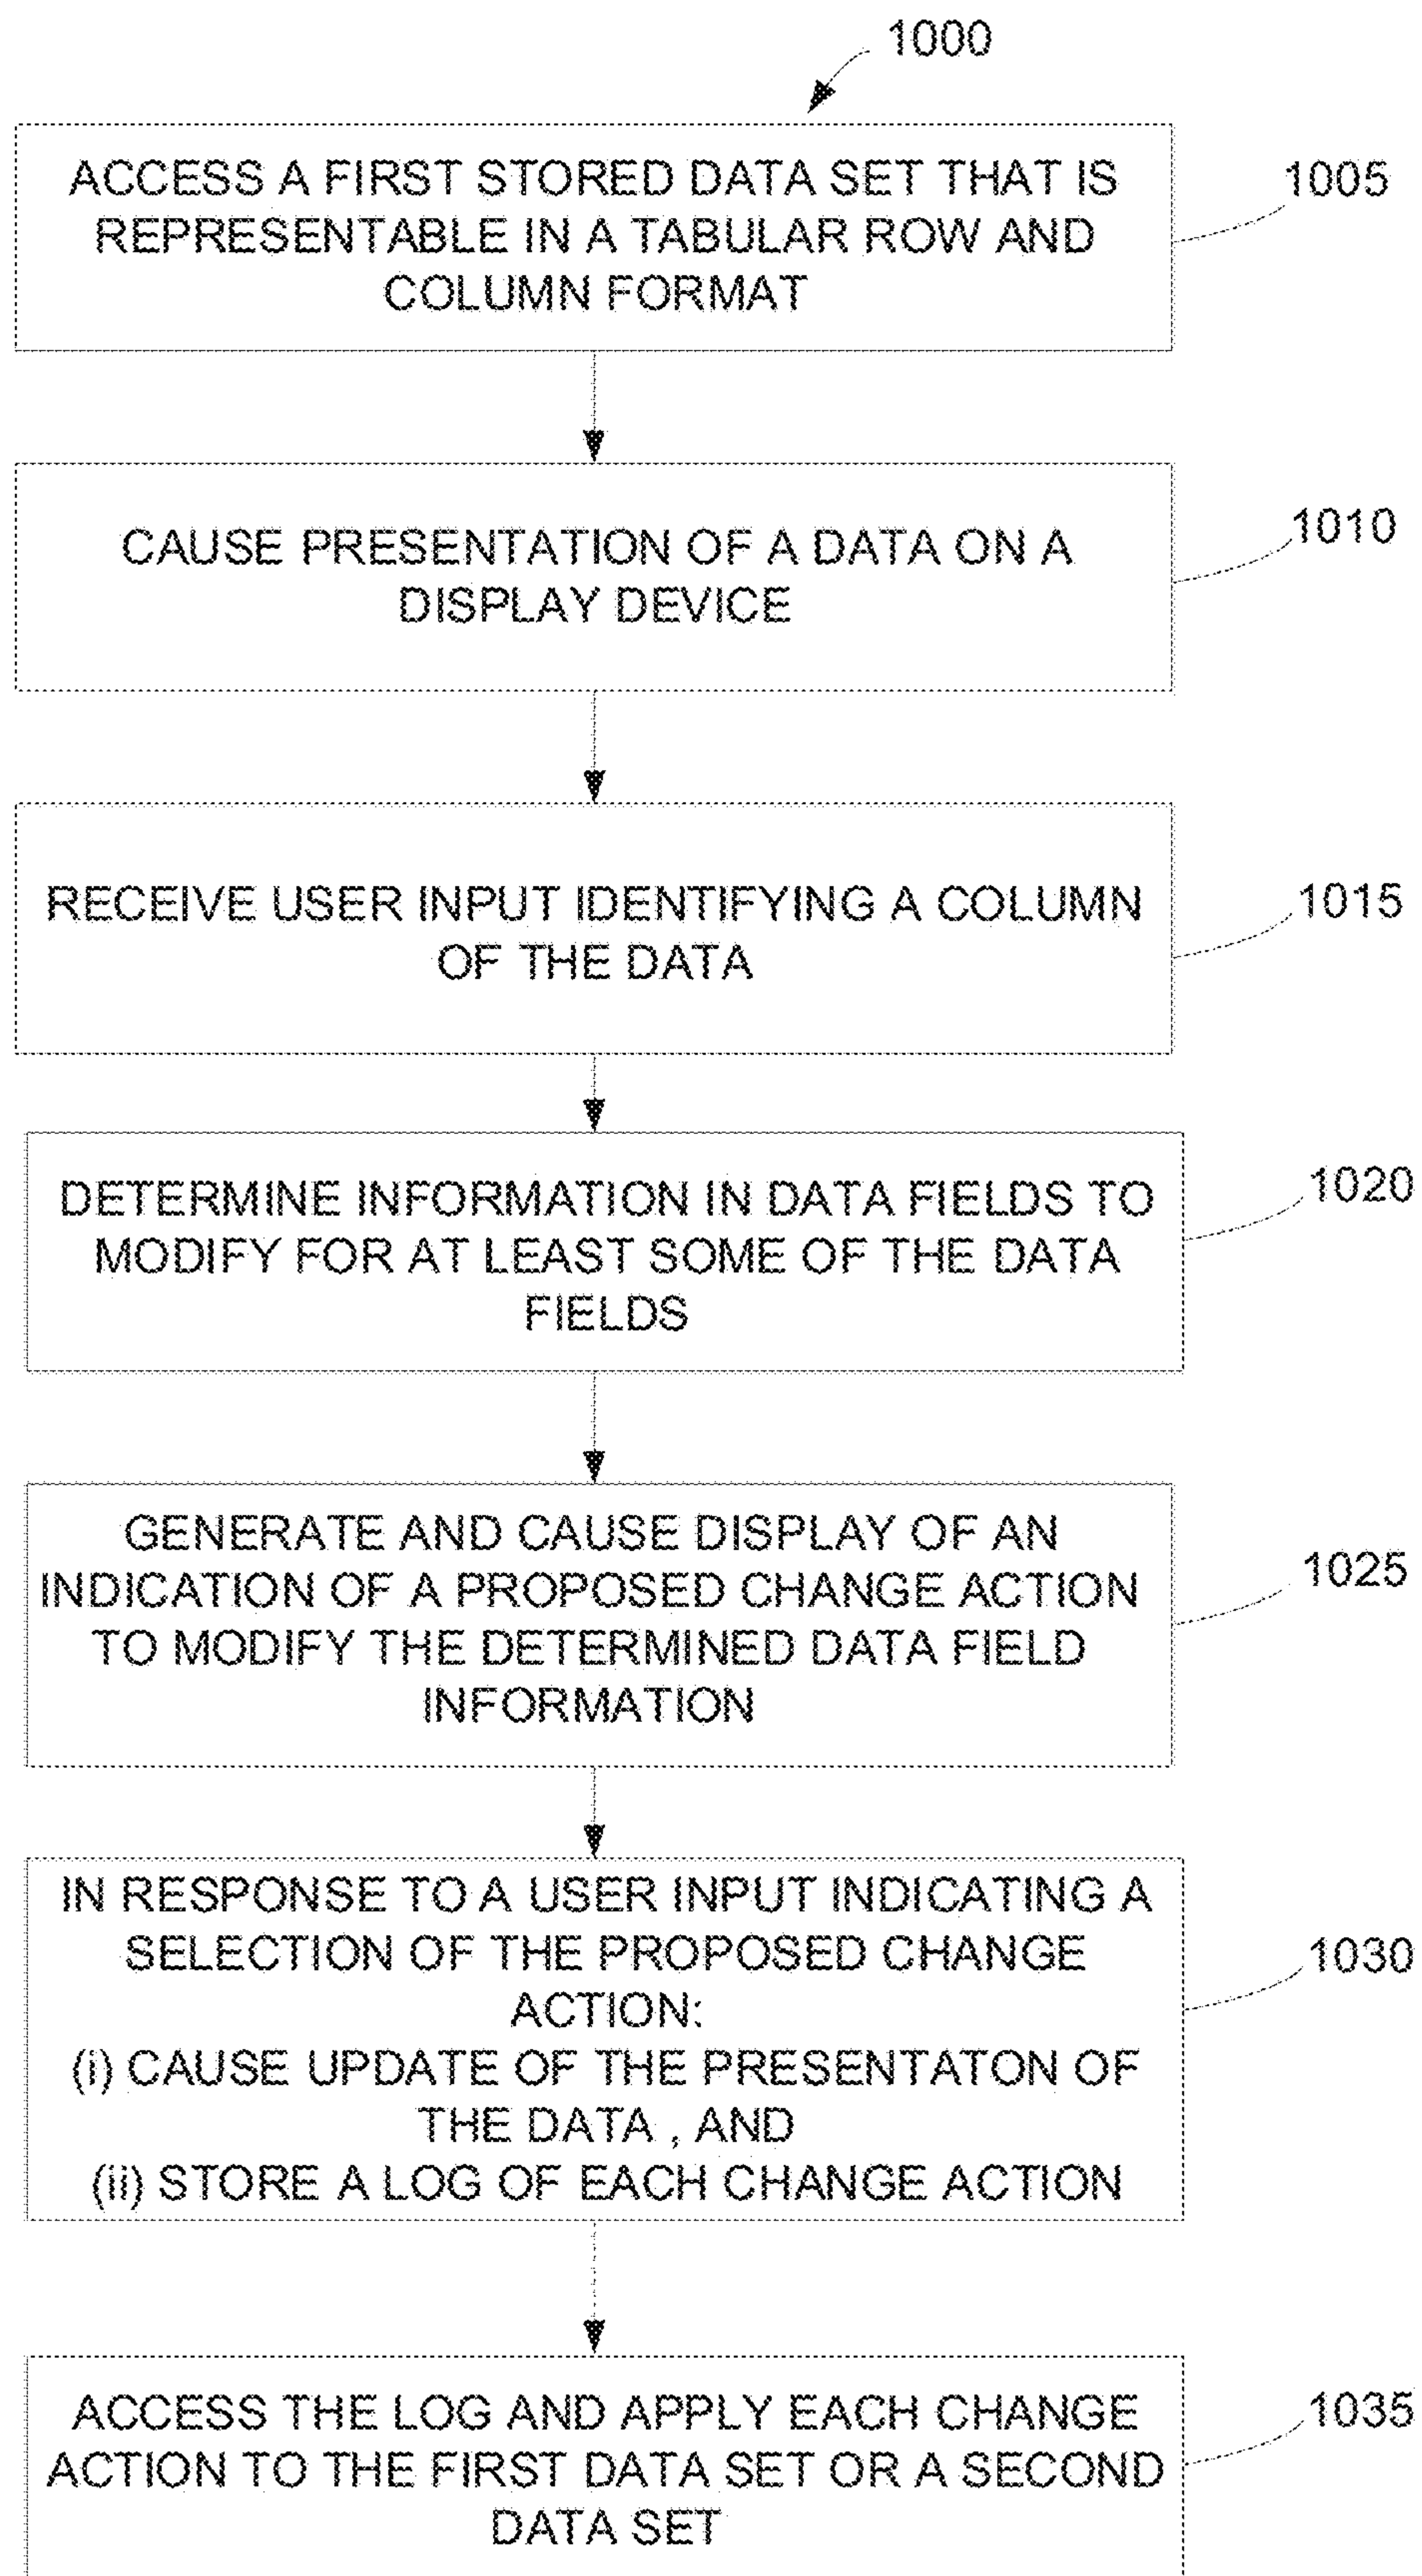 1000
ACCESS A FIRST STORED DATA SET THAT IS
REPRESENTABLE IN A TABULAR ROW AND
COLUMN FORMAT
1005
CAUSE PRESENTATION OF A DATA ON A
DISPLAY DEVICE
1010
RECEIVE USER INPUT IDENTIFYING A COLUMN
OF THE DATA
1015
DETERMINE INFORMATION IN DATA FIELDS TO
MODIFY FOR AT LEAST SOME OF THE DATA
FIELDS
1020
GENERATE AND CAUSE DISPLAY OF AN
INDICATION OF A PROPOSED CHANGE ACTION
TO MODIFY THE DETERMINED DATA FIELD
INFORMATION
1025
IN RESPONSE TO A USER INPUT INDICATING A
SELECTION OF THE PROPOSED CHANGE
ACTION:
(i) CAUSE UPDATE OF THE PRESENTATON OF
THE DATA , AND
(ii) STORE A LOG OF EACH CHANGE ACTION
1030
ACCESS THE LOG AND APPLY EACH CHANGE
ACTION TO THE FIRST DATA SET OR A SECOND
DATA SET
1035